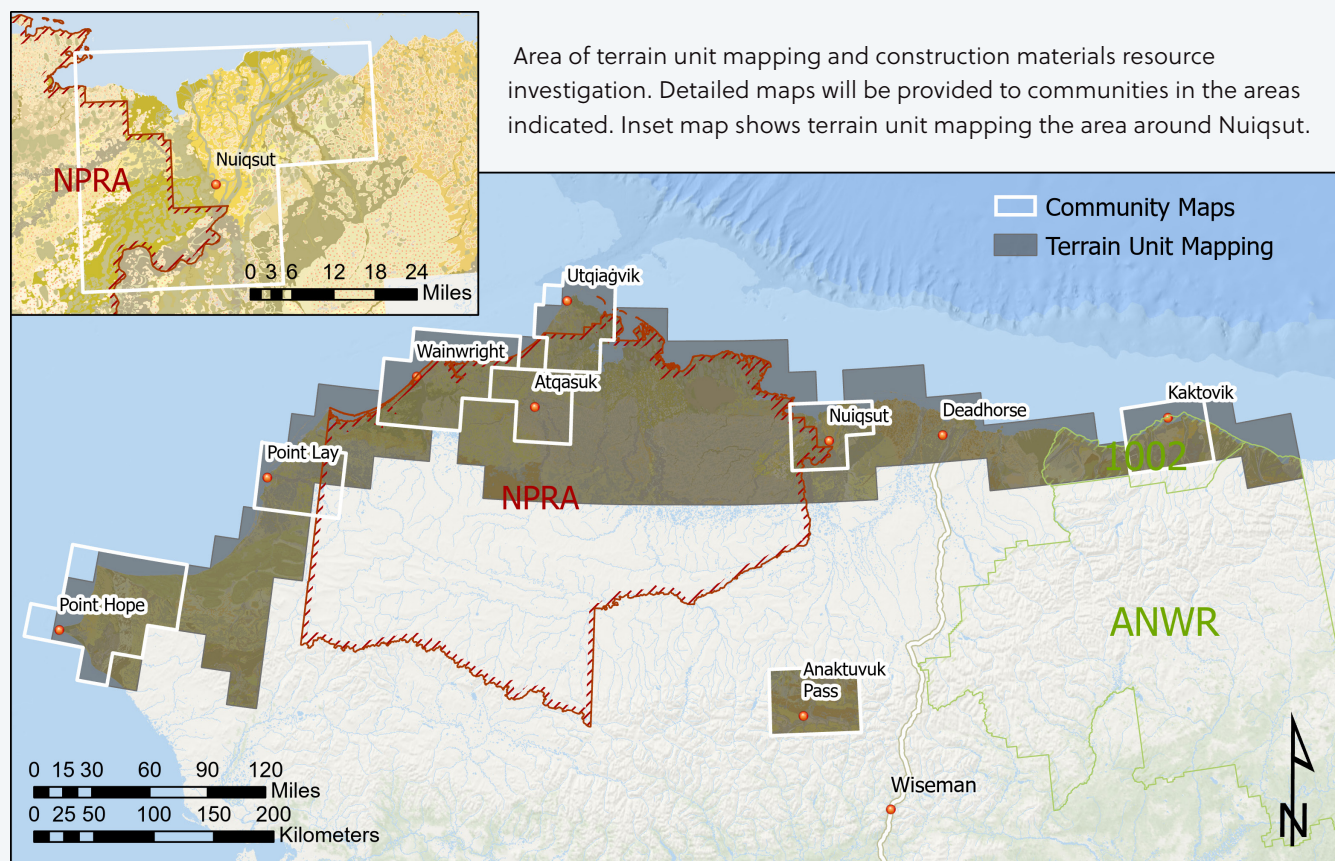 Area of terrain unit mapping and construction materials resource
investigation. Detailed maps will be provided to communities in the areas
indicated. Inset map shows terrain unit mapping the area around Nuiqsut.
Nuiqsut
NPRA
0 3 6 12 18 24
Miles
Community Maps
Terrain Unit Mapping
Utqiaġvik
Wainwright
Atqasuk
Kaktovik
Nuiqsut
Deadhorse
Point Lay
1002
NPRA
Point Hope
ANWR
Anaktuvuk
Pass
Wiseman
0 15 30 60 90 120
Miles
0 25 50 100 150 200
Kilometers
N